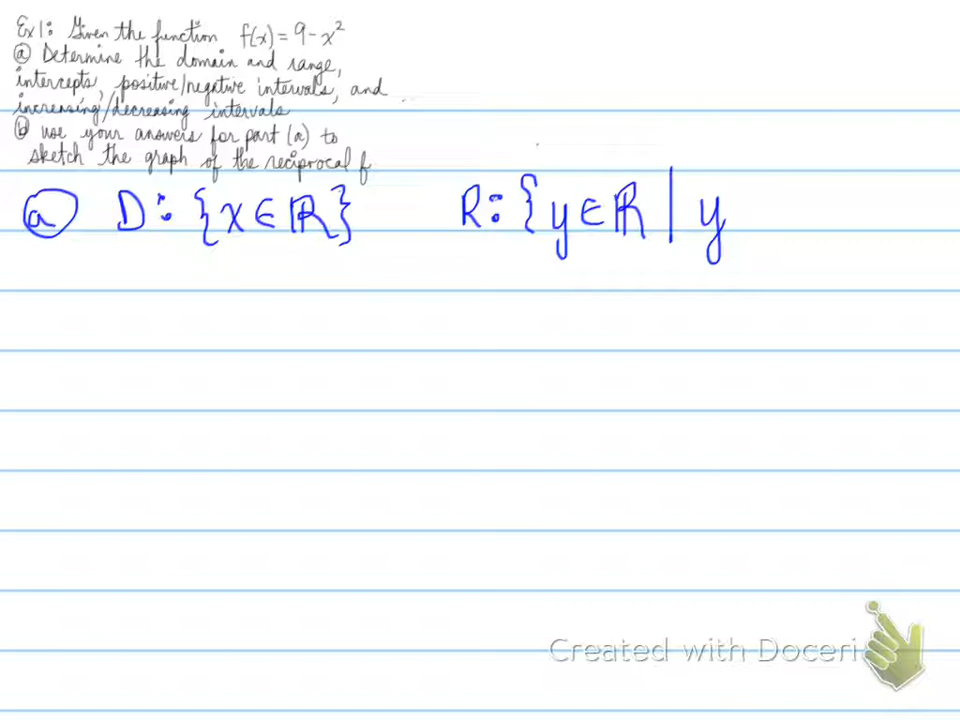 Ex1: Given the function f(x) = 9 - x²
ⓐ Determine the domain and range,
intercepts, positive/negative intervals, and
increasing/decreasing intervals
ⓑ use your answers for part (a) to
sketch the graph of the reciprocal f
ⓐ D: {x ∈ ℝ} R: {y ∈ ℝ | y
Created with Doceri